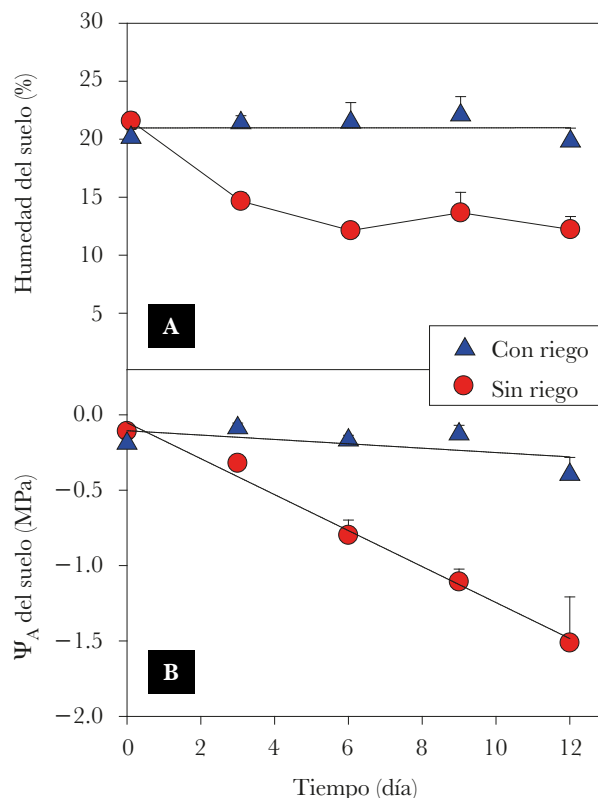 30
25
20
15
10
5
Humedad del suelo (%)
A
Con riego
Sin riego
0.0
−0.5
−1.0
−1.5
−2.0
Ψ_A del suelo (MPa)
B
0 2 4 6 8 10 12
Tiempo (día)